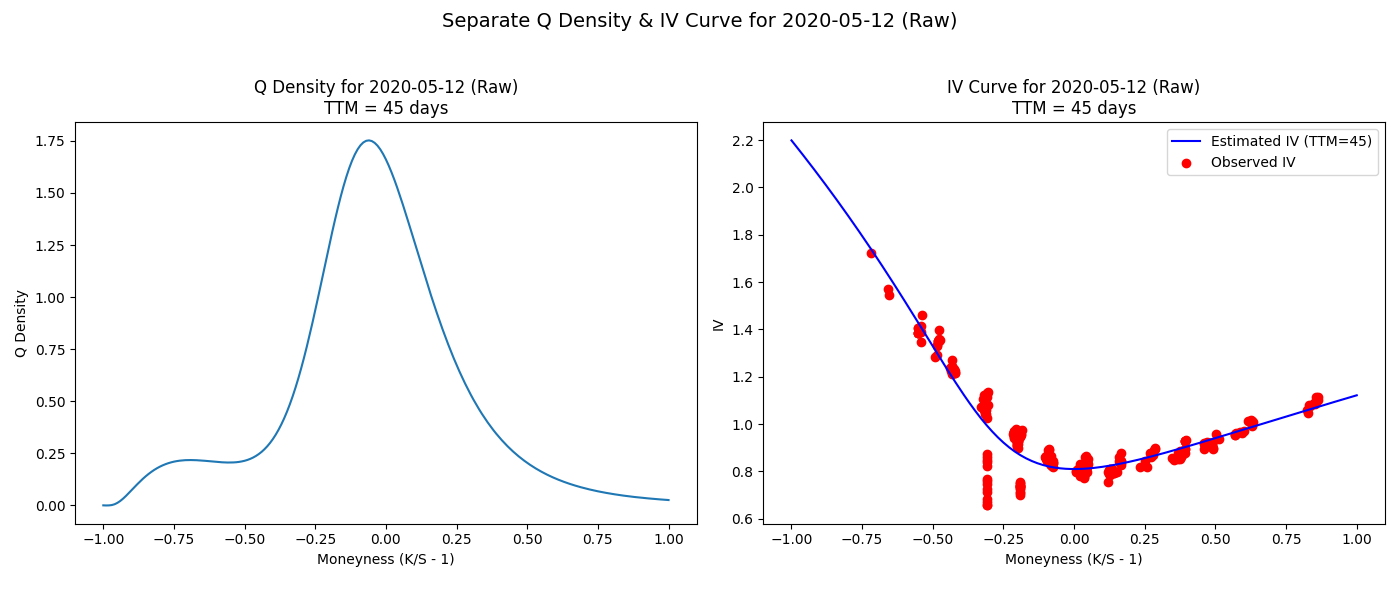 Separate Q Density & IV Curve for 2020-05-12 (Raw)
Q Density for 2020-05-12 (Raw)
TTM = 45 days
Q Density
1.75
1.50
1.25
1.00
0.75
0.50
0.25
0.00
−1.00 −0.75 −0.50 −0.25 0.00 0.25 0.50 0.75 1.00
Moneyness (K/S - 1)
IV Curve for 2020-05-12 (Raw)
TTM = 45 days
Estimated IV (TTM=45)
Observed IV
IV
2.2
2.0
1.8
1.6
1.4
1.2
1.0
0.8
0.6
−1.00 −0.75 −0.50 −0.25 0.00 0.25 0.50 0.75 1.00
Moneyness (K/S - 1)